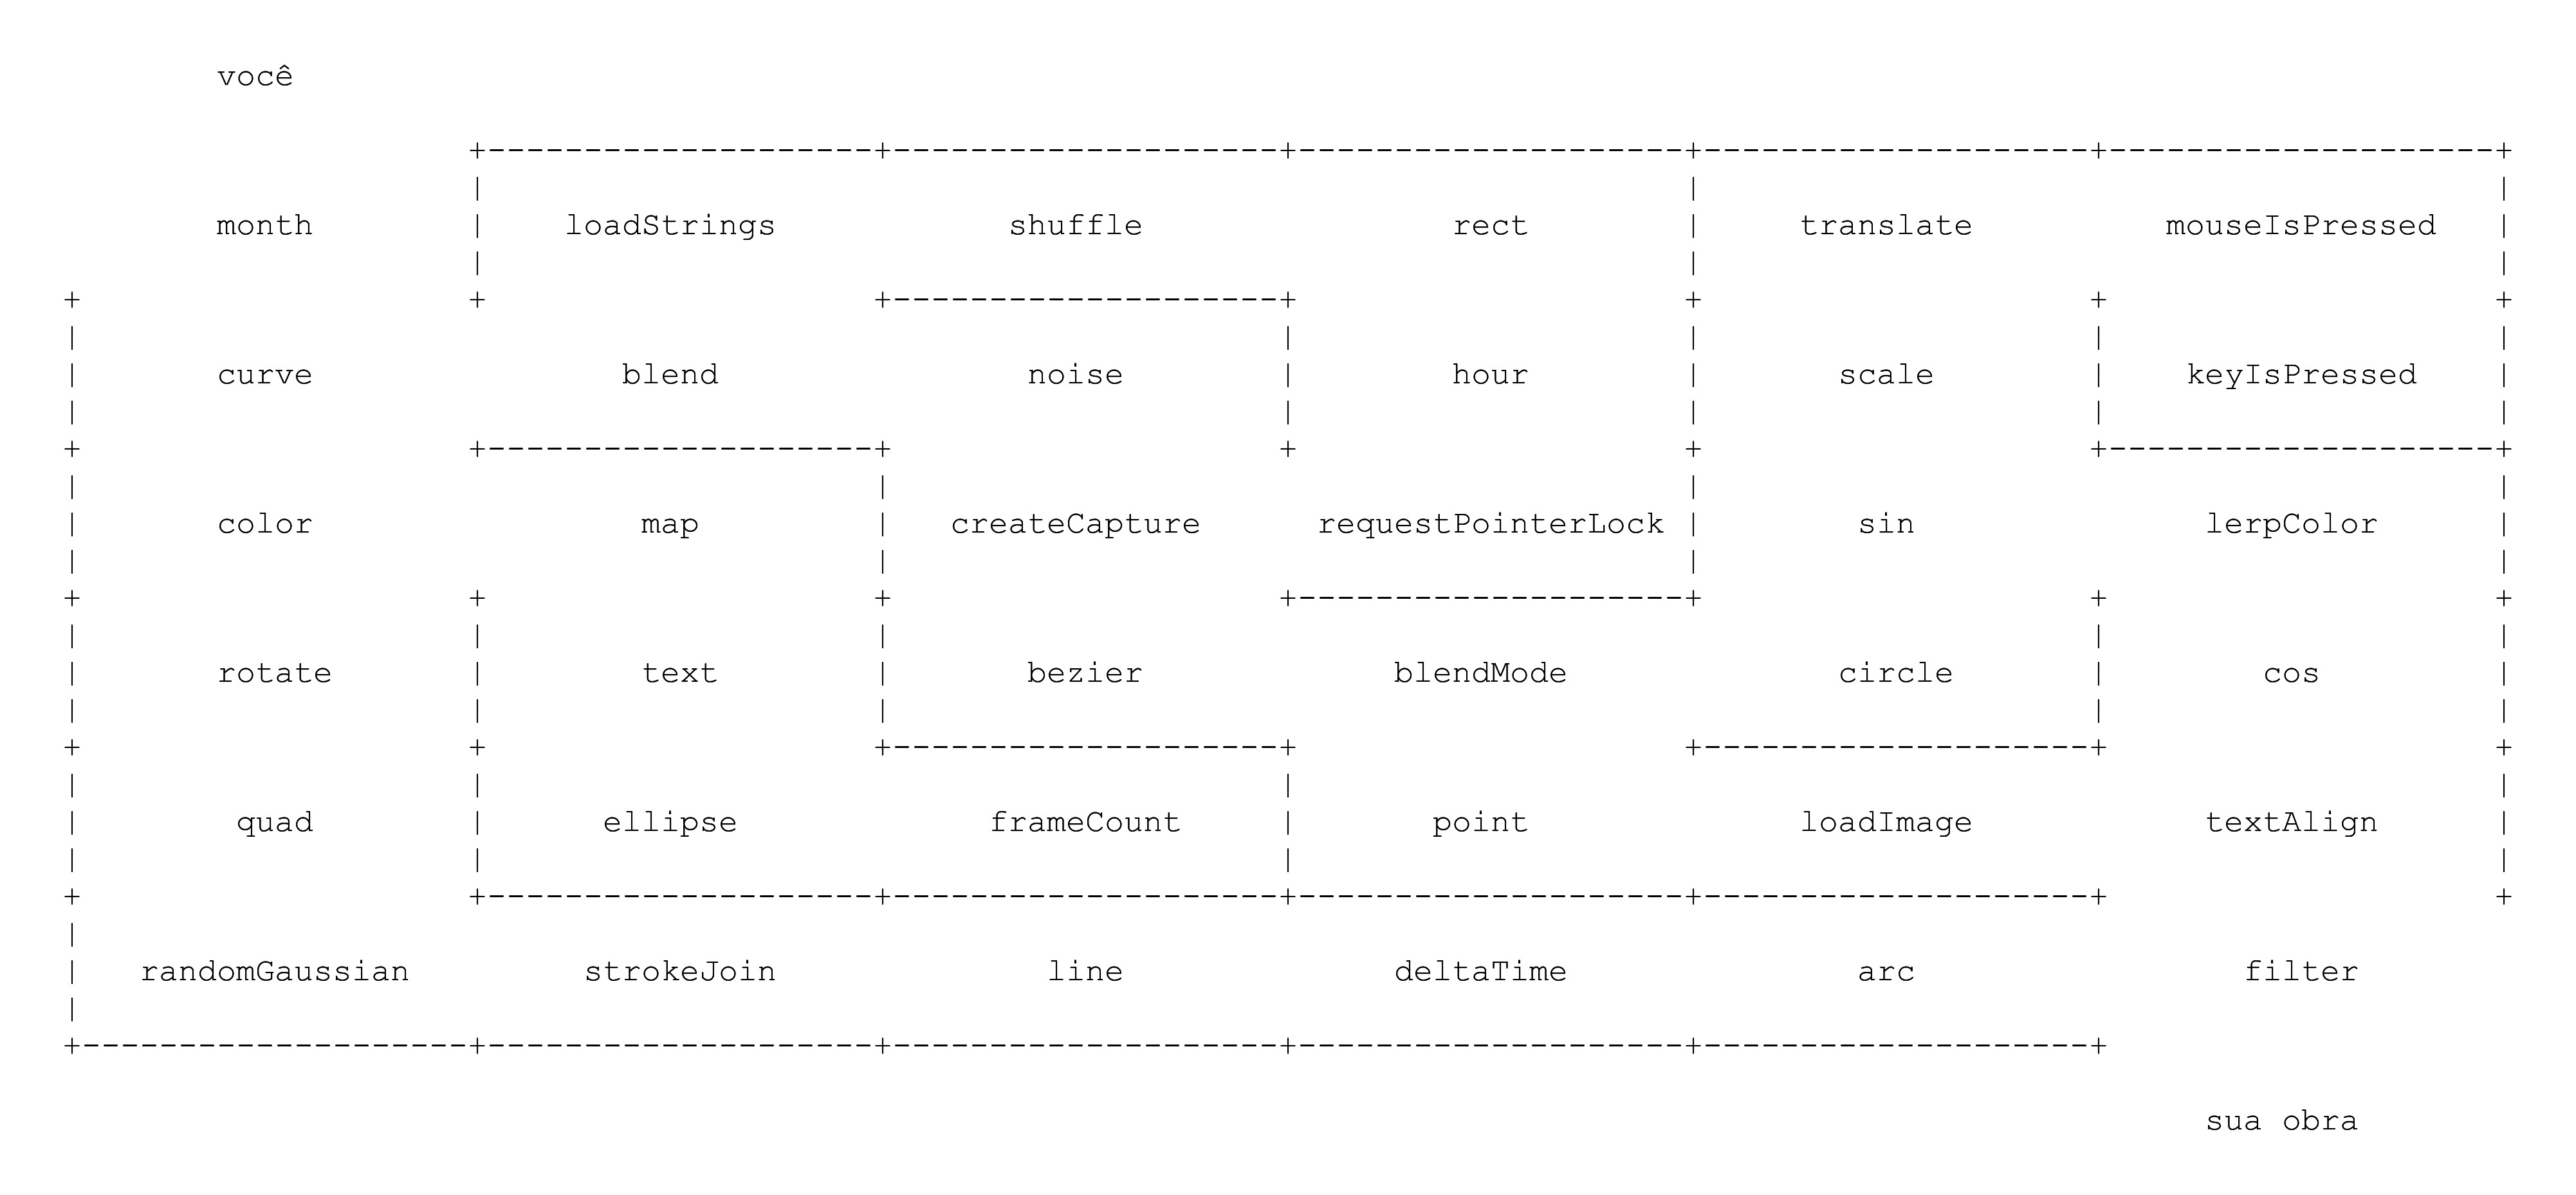 você
month loadStrings shuffle rect translate mouseIsPressed
curve blend noise hour scale keyIsPressed
color map createCapture requestPointerLock sin lerpColor
rotate text bezier blendMode circle cos
quad ellipse frameCount point loadImage textAlign
randomGaussian strokeJoin line deltaTime arc filter
sua obra